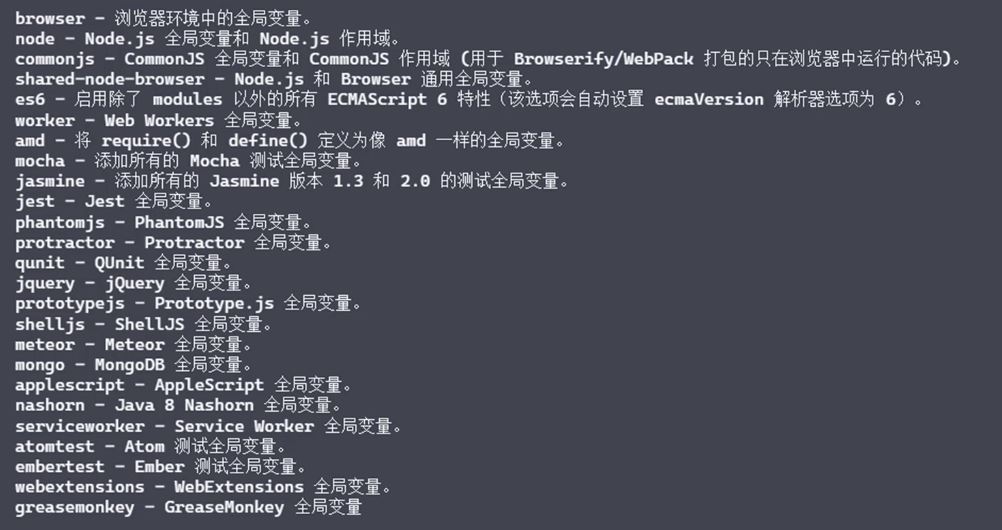 browser - 浏览器环境中的全局变量。
node - Node.js 全局变量和 Node.js 作用域。
commonjs - CommonJS 全局变量和 CommonJS 作用域 (用于 Browserify/WebPack 打包的只在浏览器中运行的代码)。
shared-node-browser - Node.js 和 Browser 通用全局变量。
es6 - 启用除了 modules 以外的所有 ECMAScript 6 特性（该选项会自动设置 ecmaVersion 解析器选项为 6）。
worker - Web Workers 全局变量。
amd - 将 require() 和 define() 定义为像 amd 一样的全局变量。
mocha - 添加所有的 Mocha 测试全局变量。
jasmine - 添加所有的 Jasmine 版本 1.3 和 2.0 的测试全局变量。
jest - Jest 全局变量。
phantomjs - PhantomJS 全局变量。
protractor - Protractor 全局变量。
qunit - QUnit 全局变量。
jquery - jQuery 全局变量。
prototypejs - Prototype.js 全局变量。
shelljs - ShellJS 全局变量。
meteor - Meteor 全局变量。
mongo - MongoDB 全局变量。
applescript - AppleScript 全局变量。
nashorn - Java 8 Nashorn 全局变量。
serviceworker - Service Worker 全局变量。
atomtest - Atom 测试全局变量。
embertest - Ember 测试全局变量。
webextensions - WebExtensions 全局变量。
greasemonkey - GreaseMonkey 全局变量